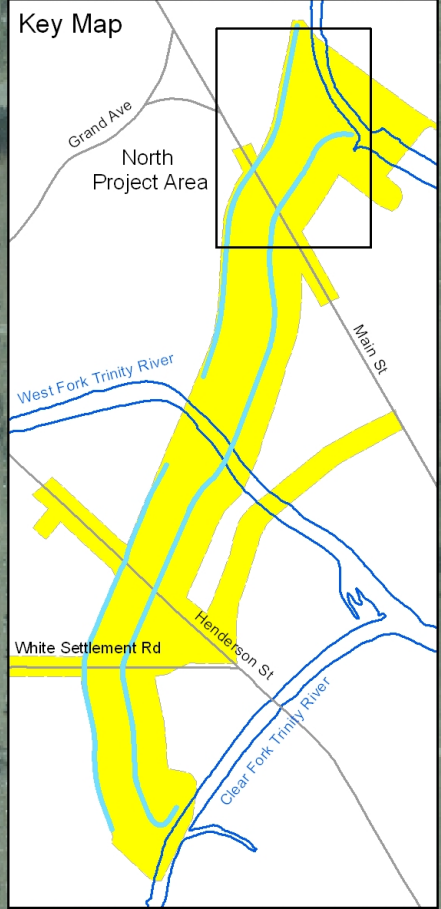 Key Map
Grand Ave
North
Project Area
Main St
West Fork Trinity River
Henderson St
White Settlement Rd
Clear Fork Trinity River